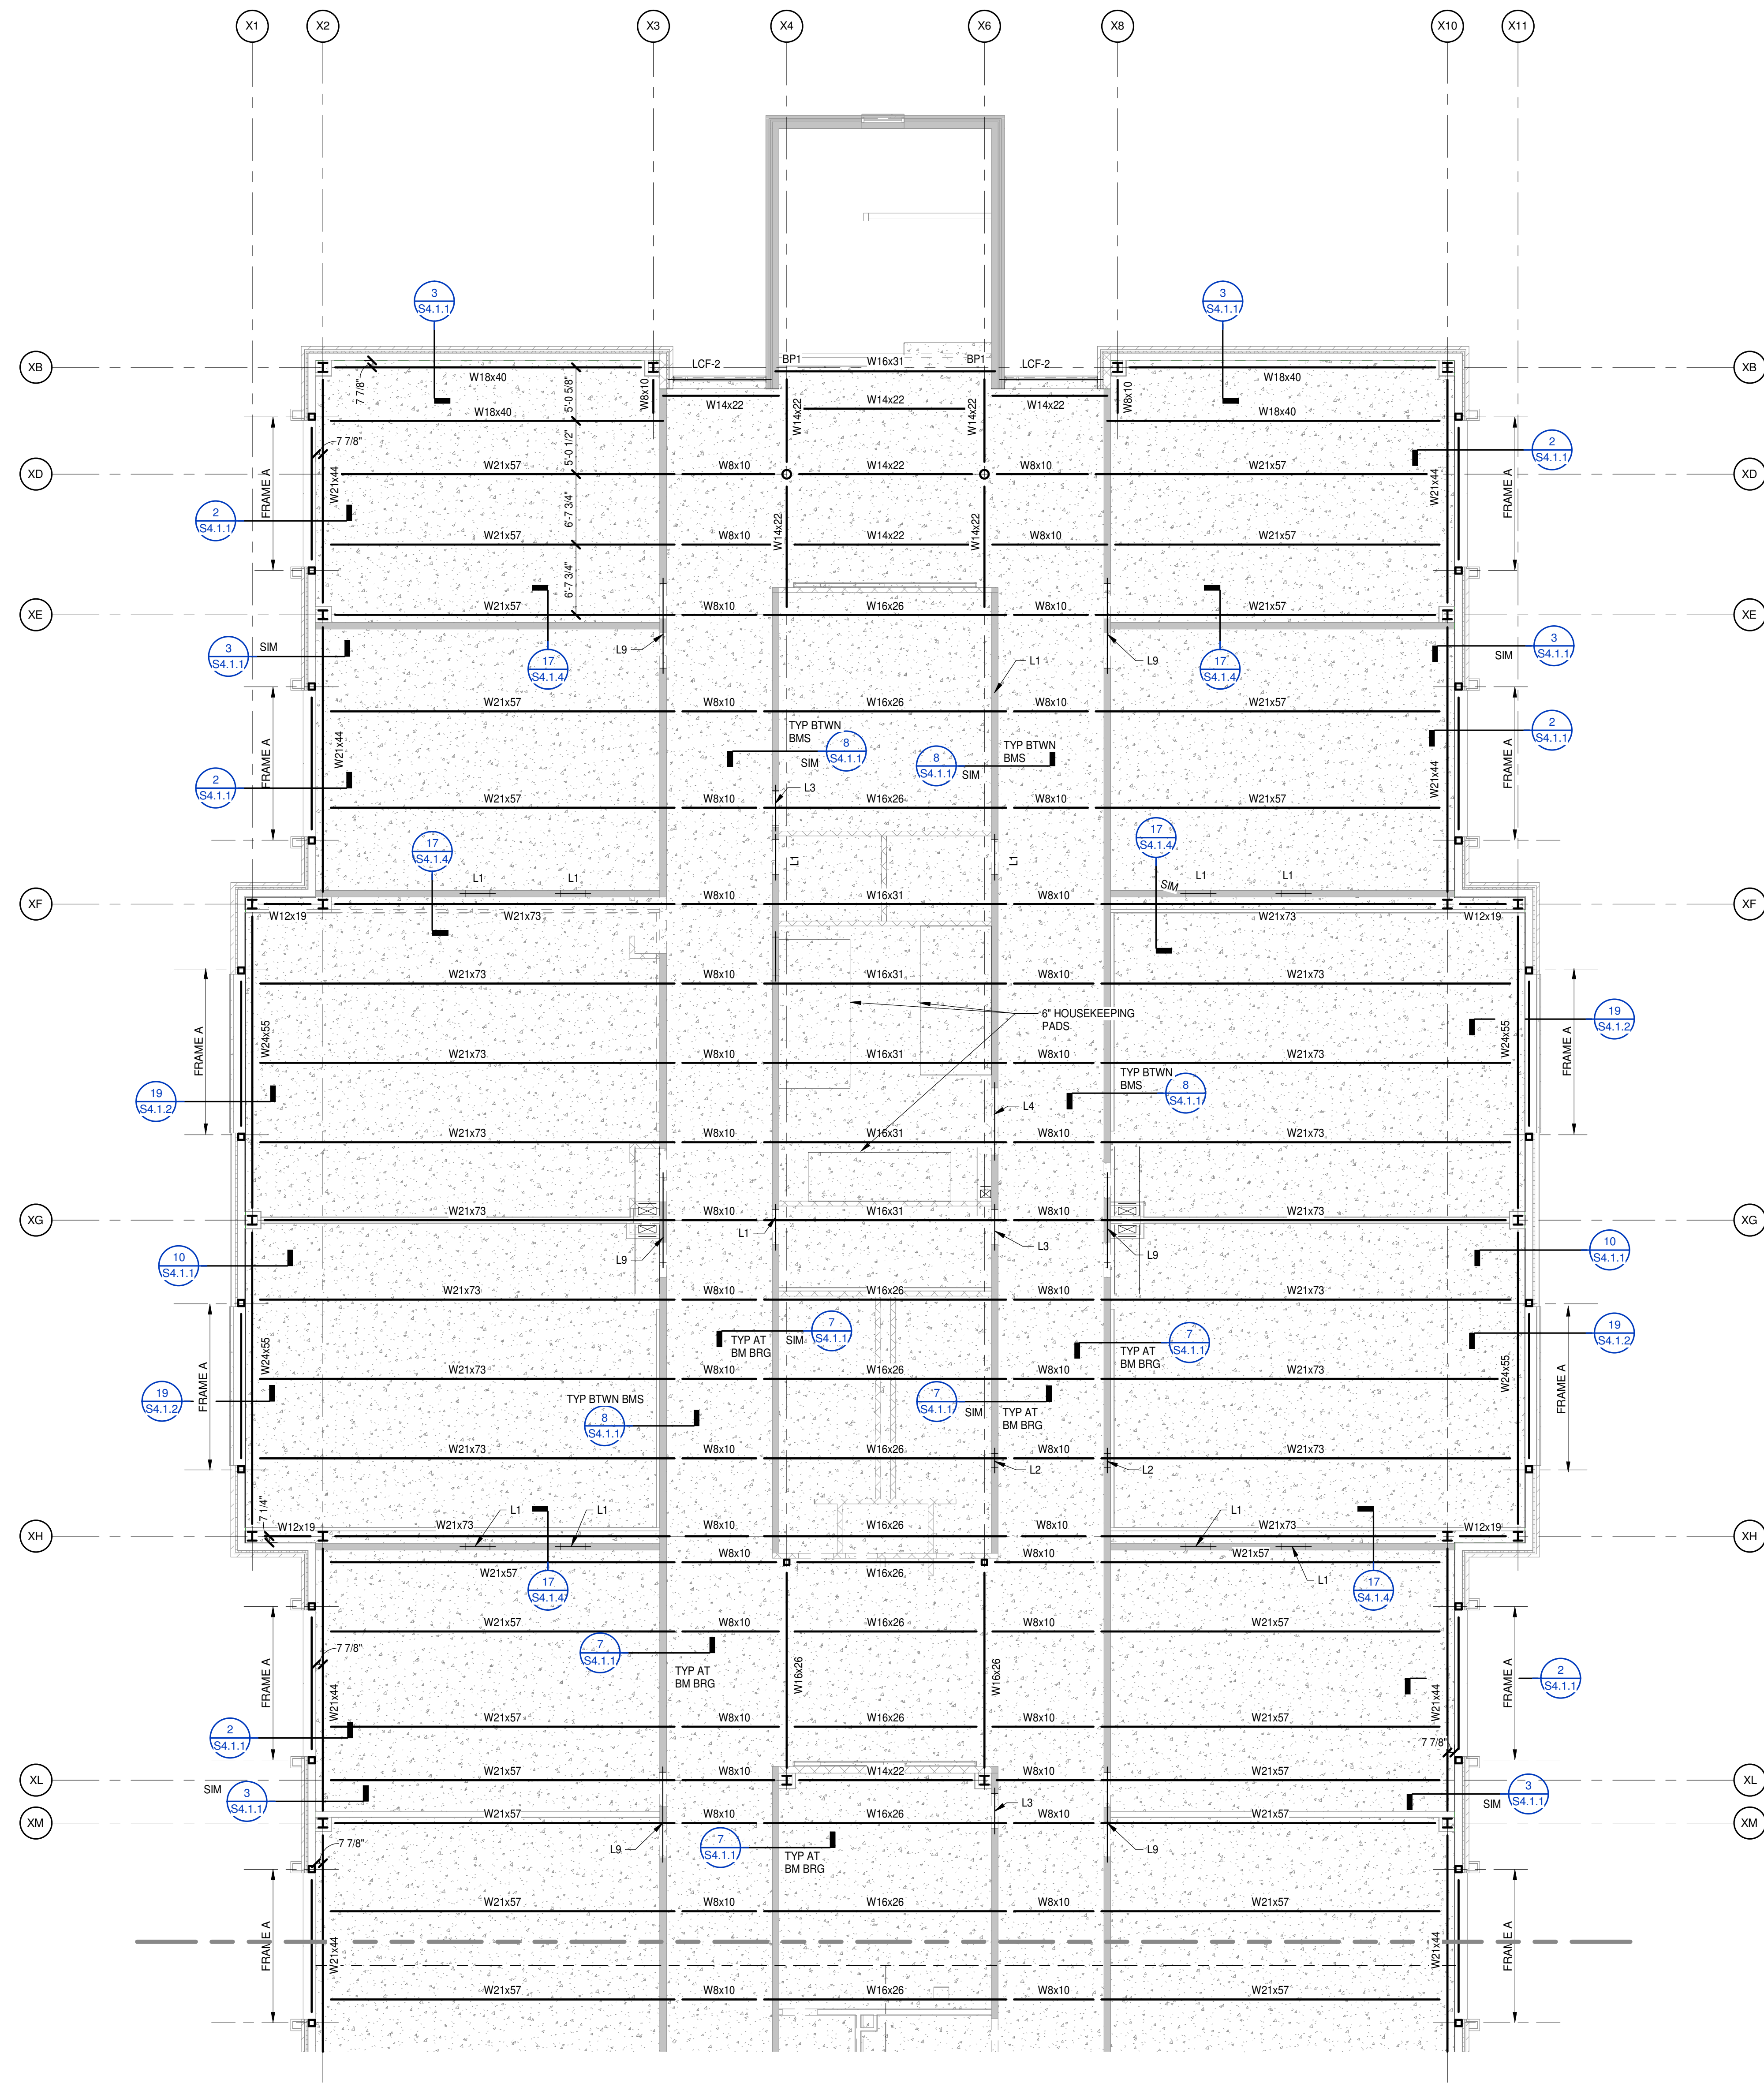 X1 X2 X3 X4 X6 X8 X10 X11
3 3
S4.1.1 S4.1.1
XB LCF-2 BP1 W16x31 BP1 LCF-2 XB
7 7/8" W18x40 5'-0 5/8" W8x10 W8x10 W18x40
W14x22 W14x22 W14x22 W14x22 W14x22
W18x40 W18x40
7 7/8" 5'-0 1/2" 2
S4.1.1
XD FRAME A W21x44 W21x57 W8x10 W14x22 W8x10 W21x57 W21x44 FRAME A XD
2
S4.1.1
6'-7 3/4" W14x22 W14x22
W21x57 W8x10 W14x22 W8x10 W21x57
6'-7 3/4"
XE W21x57 W8x10 W16x26 W8x10 W21x57 XE
3 SIM L9 L1 L9 SIM 3
S4.1.1 S4.1.1
17 17
S4.1.4 S4.1.4
W21x57 W8x10 W16x26 W8x10 W21x57
FRAME A W21x44 TYP BTWN
BMS
SIM 8
S4.1.1
8
S4.1.1
SIM TYP BTWN
BMS
W21x44 FRAME A 2
S4.1.1
2
S4.1.1
L3
W21x57 W8x10 W16x26 W8x10 W21x57
17 17
S4.1.4 S4.1.4
L1 L1 L1 L1 SIM L1 L1
XF W8x10 W16x31 W8x10 XF
W12x19 W21x73 W21x73 W12x19
W21x73 W8x10 W16x31 W8x10 W21x73
6" HOUSEKEEPING
PADS
19
S4.1.2
FRAME A W24x55 W24x55 FRAME A
W21x73 W8x10 W16x31 W8x10 W21x73
19
S4.1.2
L4 TYP BTWN
BMS
8
S4.1.1
W21x73 W8x10 W16x31 W8x10 W21x73
XG W21x73 W8x10 W16x31 W8x10 W21x73 XG
L1 L3
10 L9 L9 10
S4.1.1 S4.1.1
W21x73 W8x10 W16x26 W8x10 W21x73
TYP AT
BM BRG
SIM 7
S4.1.1
TYP AT
BM BRG
7
S4.1.1
19
S4.1.2
FRAME A W24x55 W24x55 FRAME A
W21x73 W8x10 W16x26 W8x10 W21x73
19
S4.1.2
TYP BTWN BMS
8
S4.1.1
7
S4.1.1
SIM TYP AT
BM BRG
W21x73 W8x10 W16x26 W8x10 W21x73
L2 L2
7 1/4" L1 L1 L1
XH W12x19 W21x73 W8x10 W16x26 W8x10 W21x73 W12x19 XH
W8x10 W8x10 W21x57
W21x57 W16x26
17 L1 17
S4.1.4 S4.1.4
W21x57 W8x10 W16x26 W8x10 W21x57
7 7/8" 7
S4.1.1
TYP AT
BM BRG
FRAME A W21x44 W16x26 W16x26 W21x44 FRAME A 2
S4.1.1
2
S4.1.1
W21x57 W8x10 W16x26 W8x10 W21x57
7 7/8"
XL W21x57 W8x10 W14x22 W8x10 W21x57 XL
SIM 3
S4.1.1
L3 SIM 3
S4.1.1
XM W21x57 W8x10 W16x26 W8x10 W21x57 XM
7 7/8" L9 7
S4.1.1
TYP AT
BM BRG
L9
W21x57 W8x10 W16x26 W8x10 W21x57
FRAME A W21x44 W21x44 FRAME A
W21x57 W8x10 W16x26 W8x10 W21x57